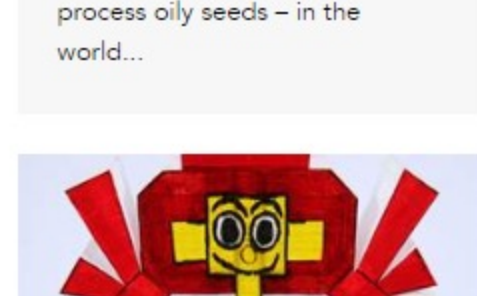 process oily seeds – in the
world...